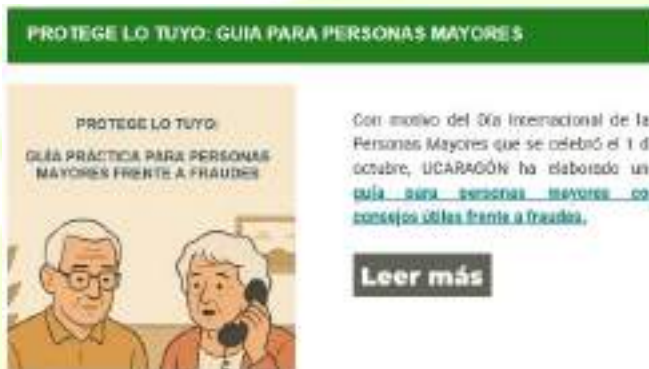 PROTEGE LO TUYO: GUIA PARA PERSONAS MAYORES
PROTEGE LO TUYO:
GUÍA PRÁCTICA PARA PERSONAS
MAYORES FRENTE A FRAUDES
Con motivo del Día Internacional de la
Personas Mayores que se celebró el 1 d
octubre, UCARAGÓN ha elaborado un
guía para personas mayores co
consejos útiles frente a fraudes.
Leer más